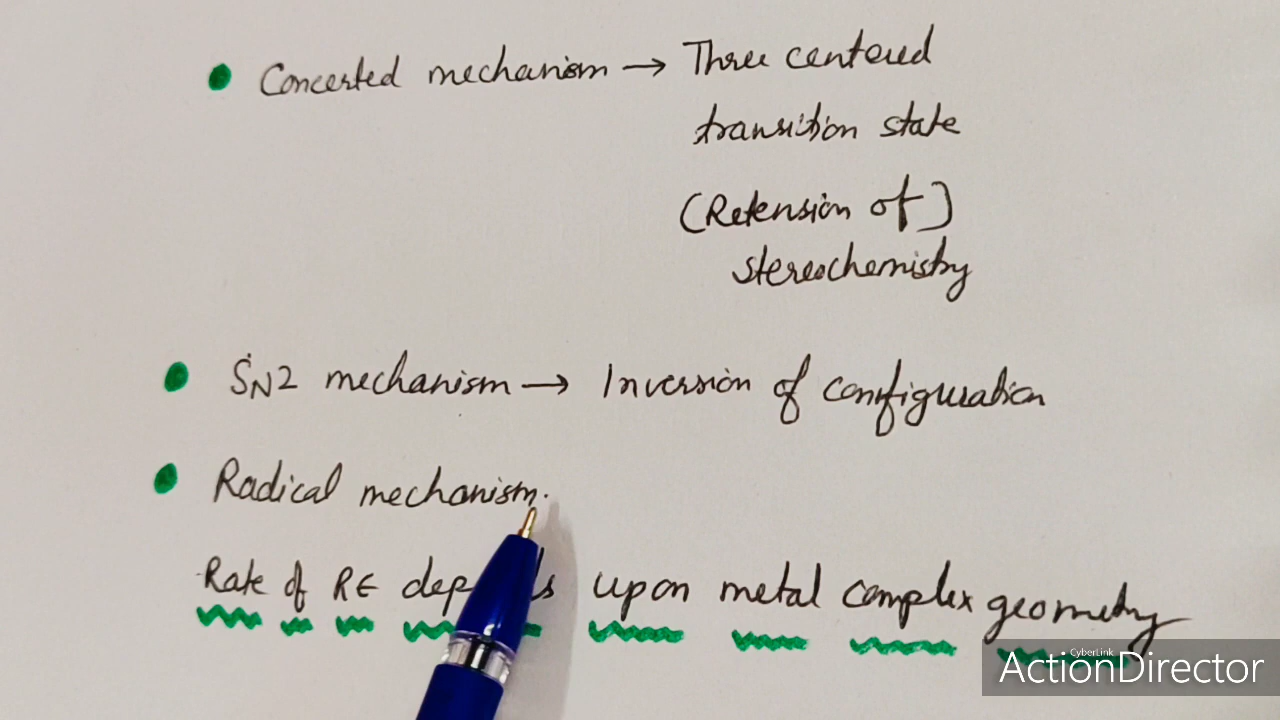 Concerted mechanism → Three centered
transition state
(Retension of)
stereochemistry
SN2 mechanism → Inversion of configuration
Radical mechanism.
Rate of RE upon metal complex geometry
CyberLink
ActionDirector